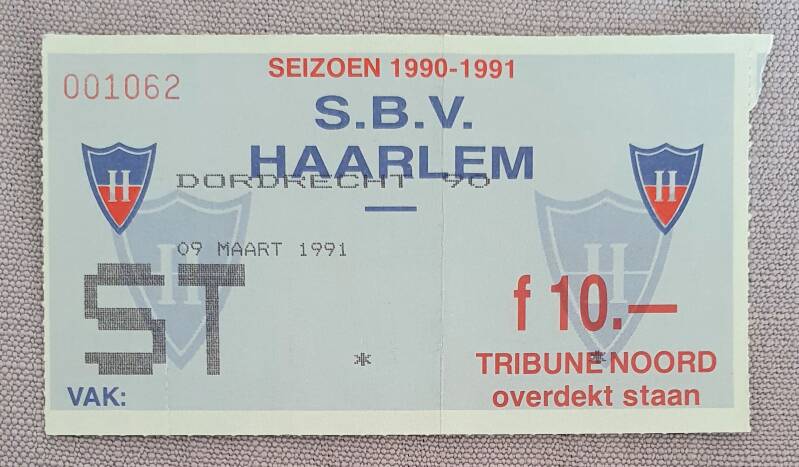 SEIZOEN 1990-1991
001062
S.B.V.
HAARLEM
DORDRECHT 90
—
09 MAART 1991
ST
f 10.—
*
TRIBUNE NOORD
*
VAK:
overdekt staan
H
H
H
H